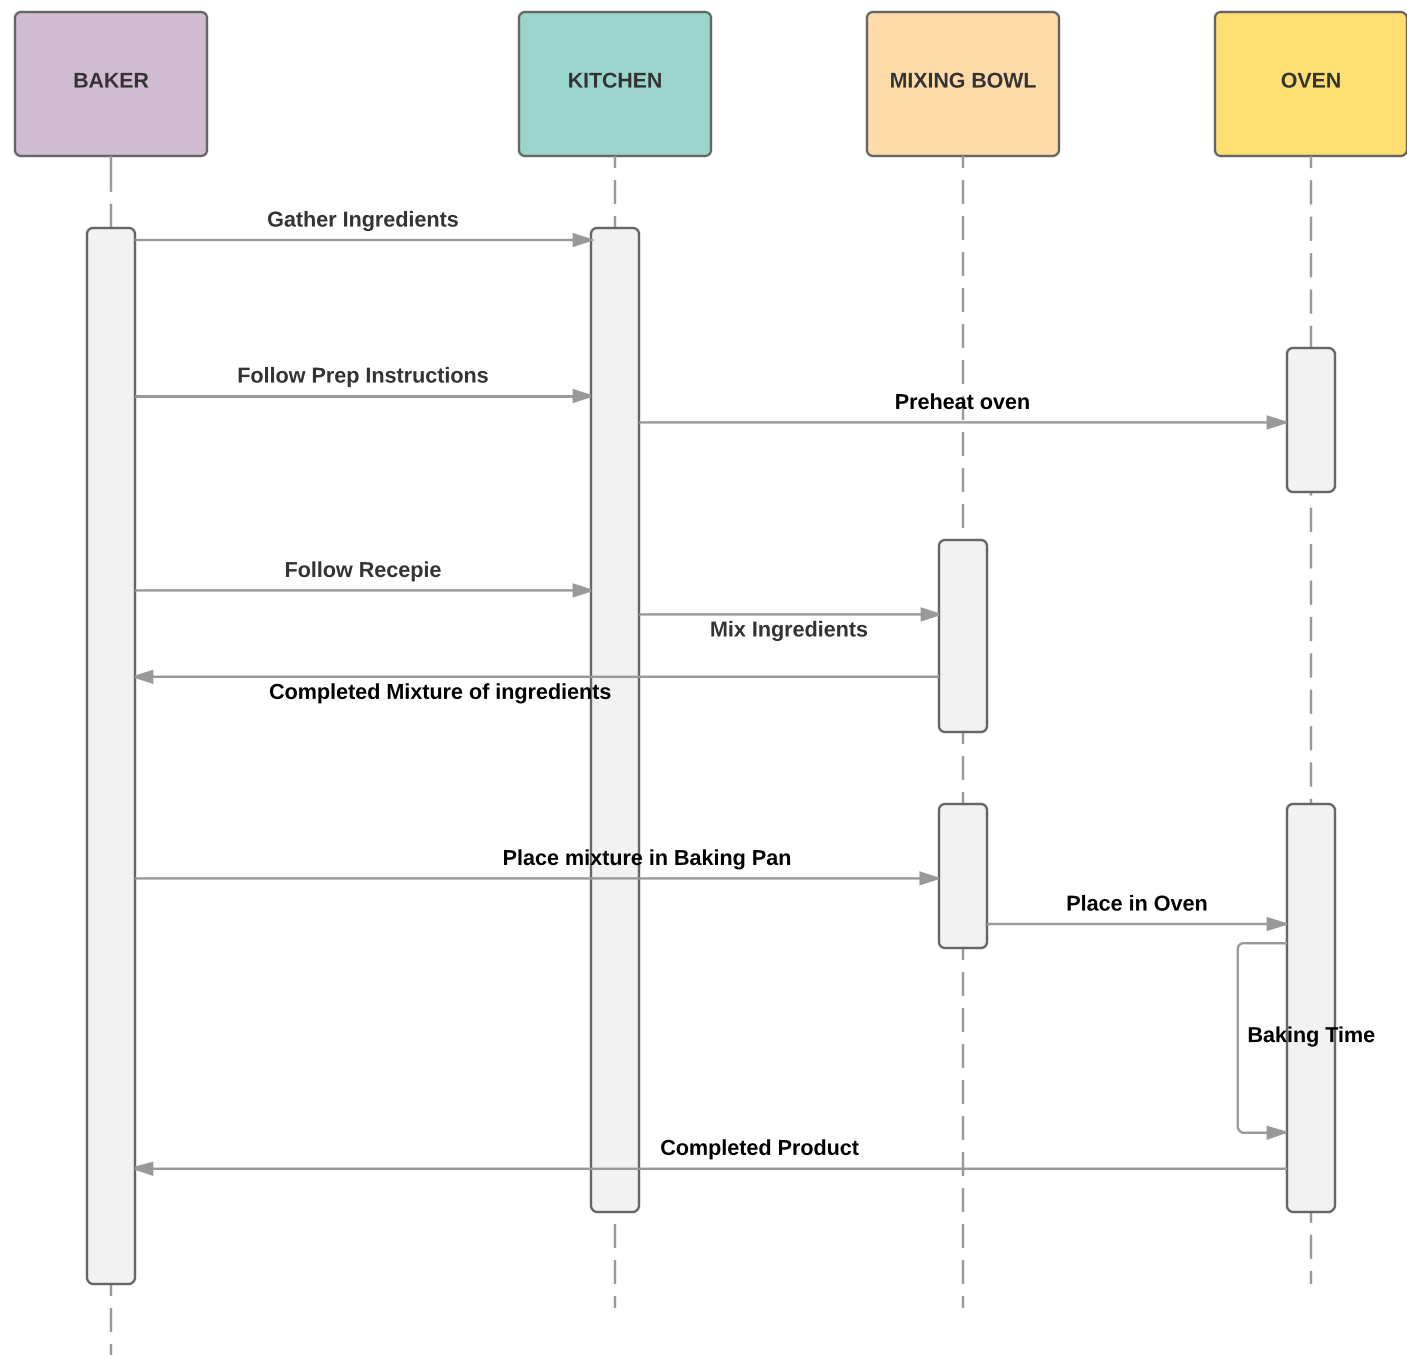 BAKER
KITCHEN
MIXING BOWL
OVEN
Gather Ingredients
Follow Prep Instructions
Preheat oven
Follow Recepie
Mix Ingredients
Completed Mixture of ingredients
Place mixture in Baking Pan
Place in Oven
Baking Time
Completed Product